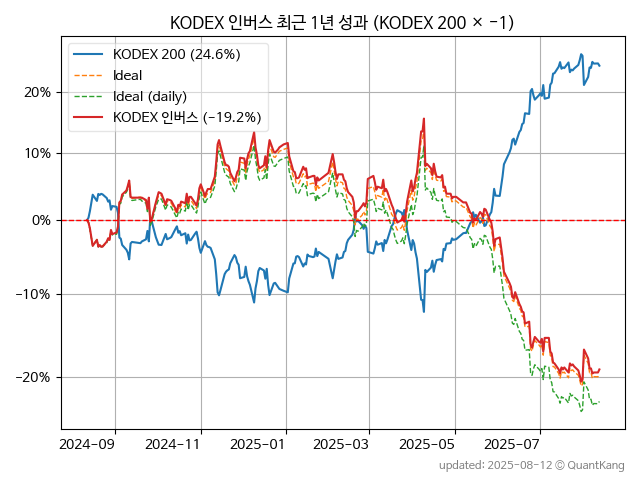 KODEX 인버스 최근 1년 성과 (KODEX 200 × −1)
KODEX 200 (24.6%)
Ideal
Ideal (daily)
KODEX 인버스 (−19.2%)
20%
10%
0%
−10%
−20%
2024-09 2024-11 2025-01 2025-03 2025-05 2025-07
updated: 2025-08-12 © QuantKang